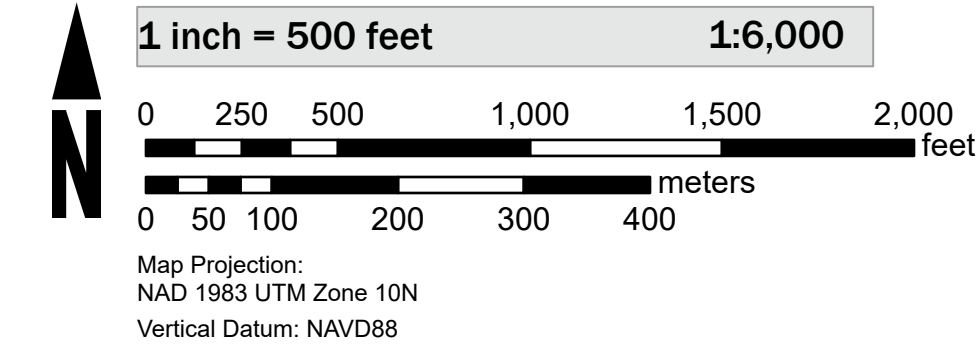 1 inch = 500 feet 1:6,000
0 250 500 1,000 1,500 2,000
feet
meters
0 50 100 200 300 400
N
Map Projection:
NAD 1983 UTM Zone 10N
Vertical Datum: NAVD88